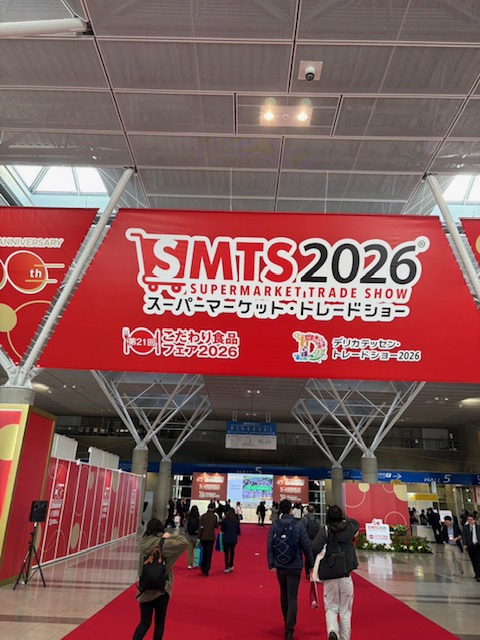 ANNIVERSARY
th
SMTS2026®
SUPERMARKET TRADE SHOW
スーパーマーケット・トレードショー
第21回
こだわり食品
フェア2026
デリカテッセン・
トレードショー2026
5
HALL 5